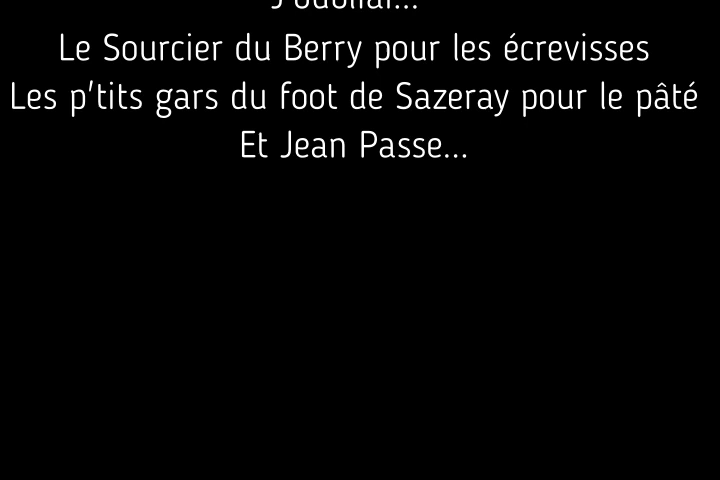 Le Sourcier du Berry pour les écrevisses
Les p'tits gars du foot de Sazeray pour le pâté
Et Jean Passe...